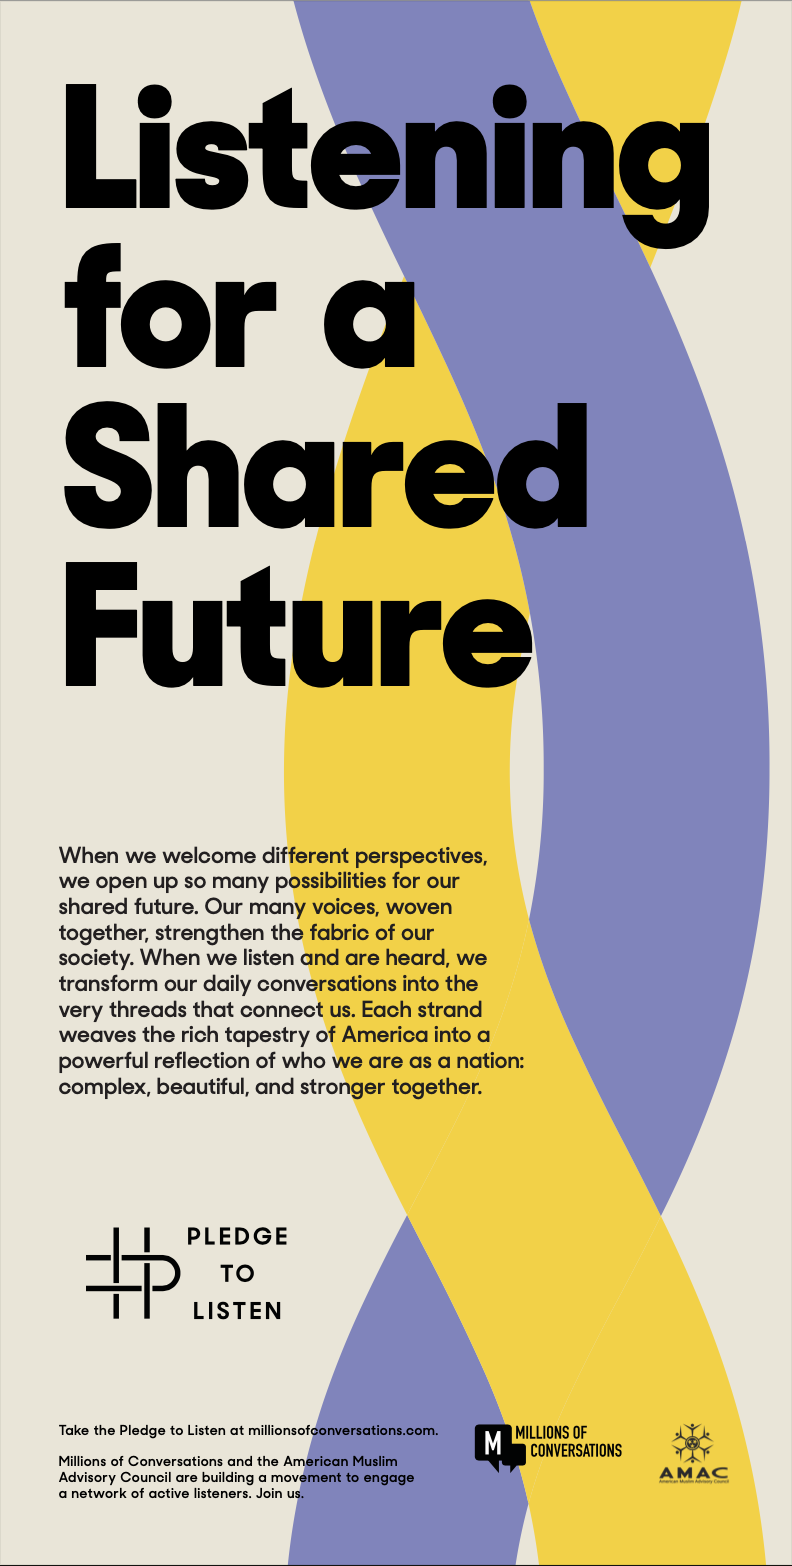 Listening
for a
Shared
Future
When we welcome different perspectives,
we open up so many possibilities for our
shared future. Our many voices, woven
together, strengthen the fabric of our
society. When we listen and are heard, we
transform our daily conversations into the
very threads that connect us. Each strand
weaves the rich tapestry of America into a
powerful reflection of who we are as a nation:
complex, beautiful, and stronger together.
PLEDGE
TO
LISTEN
Take the Pledge to Listen at millionsofconversations.com.
Millions of Conversations and the American Muslim
Advisory Council are building a movement to engage
a network of active listeners. Join us.
M
MILLIONS OF
CONVERSATIONS
AMAC
American Muslim Advisory Council